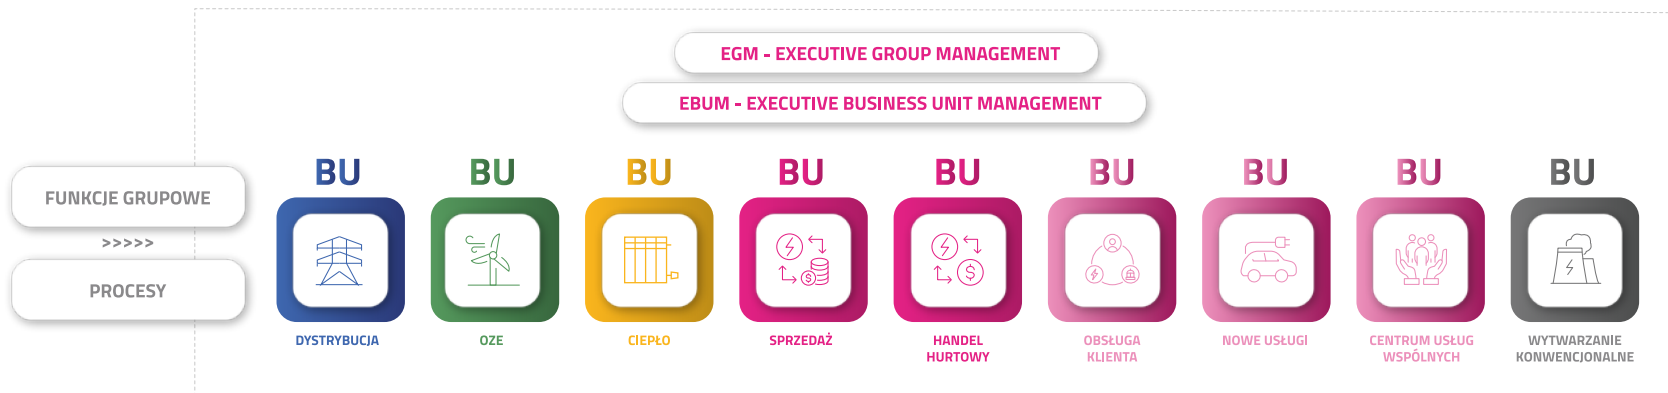 EGM - EXECUTIVE GROUP MANAGEMENT
EBUM - EXECUTIVE BUSINESS UNIT MANAGEMENT
FUNKCJE GRUPOWE
>>>>>
PROCESY
BU
DYSTRYBUCJA
BU
OZE
BU
CIEPŁO
BU
SPRZEDAŻ
BU
HANDEL
HURTOWY
BU
OBSŁUGA
KLIENTA
BU
NOWE USŁUGI
BU
CENTRUM USŁUG
WSPÓLNYCH
BU
WYTWARZANIE
KONWENCJONALNE